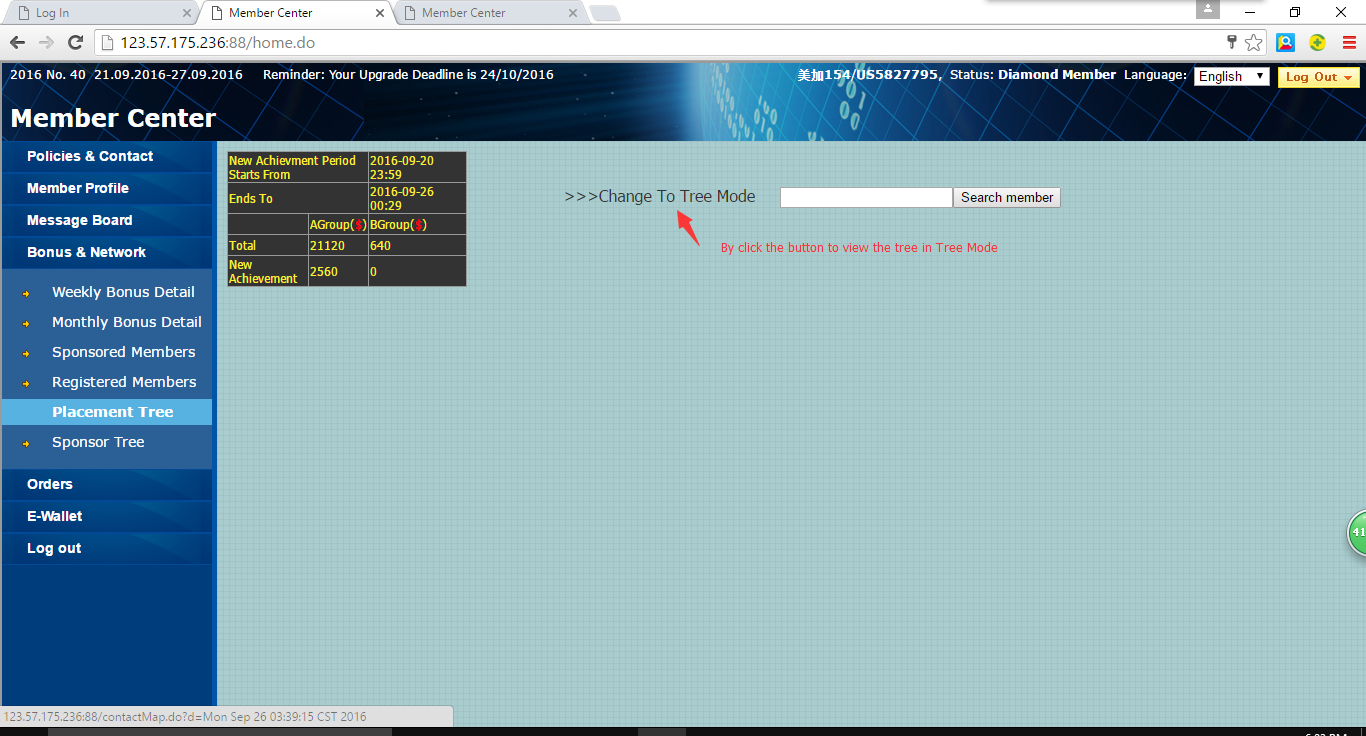 Log In
Member Center
Member Center
123.57.175.236:88/home.do
2016 No. 40 21.09.2016-27.09.2016 Reminder: Your Upgrade Deadline is 24/10/2016
美加154/US5827795, Status: Diamond Member Language: English Log Out
Member Center
Policies & Contact
Member Profile
Message Board
Bonus & Network
Weekly Bonus Detail
Monthly Bonus Detail
Sponsored Members
Registered Members
Placement Tree
Sponsor Tree
Orders
E-Wallet
Log out
New Achievment Period Starts From
2016-09-20 23:59
Ends To
2016-09-26 00:29
AGroup($) BGroup($)
Total 21120 640
New Achievement 2560 0
>>>Change To Tree Mode
Search member
By click the button to view the tree in Tree Mode
41
123.57.175.236:88/contactMap.do?d=Mon Sep 26 03:39:15 CST 2016